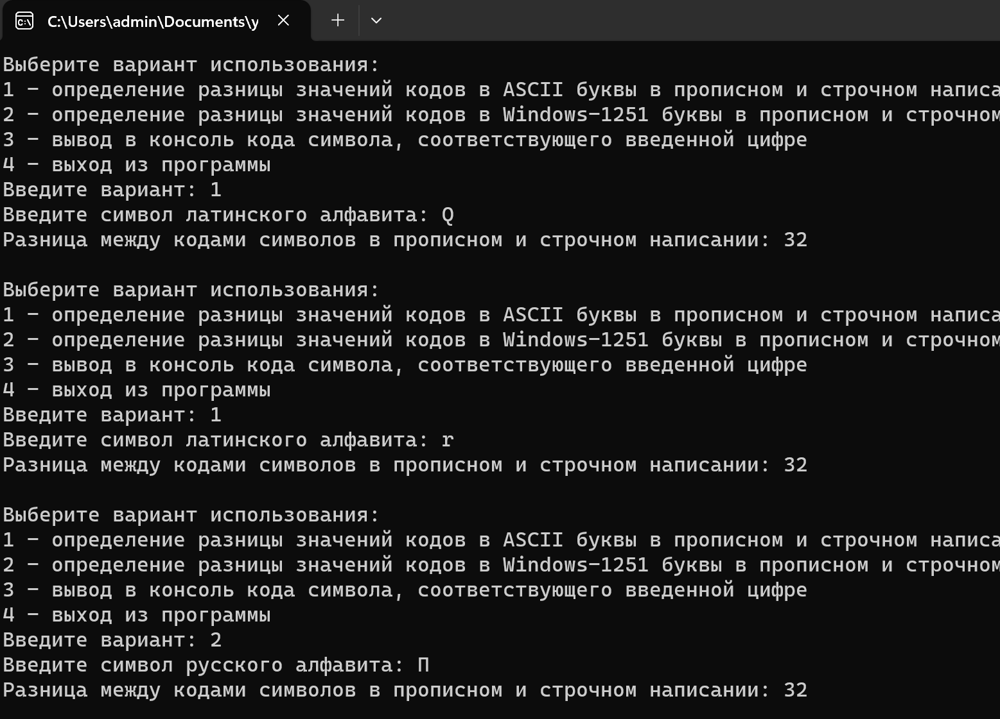 C:\Users\admin\Documents\y
Выберите вариант использования:
1 - определение разницы значений кодов в ASCII буквы в прописном и строчном написа
2 - определение разницы значений кодов в Windows-1251 буквы в прописном и строчном
3 - вывод в консоль кода символа, соответствующего введенной цифре
4 - выход из программы
Введите вариант: 1
Введите символ латинского алфавита: Q
Разница между кодами символов в прописном и строчном написании: 32
Выберите вариант использования:
1 - определение разницы значений кодов в ASCII буквы в прописном и строчном написа
2 - определение разницы значений кодов в Windows-1251 буквы в прописном и строчном
3 - вывод в консоль кода символа, соответствующего введенной цифре
4 - выход из программы
Введите вариант: 1
Введите символ латинского алфавита: r
Разница между кодами символов в прописном и строчном написании: 32
Выберите вариант использования:
1 - определение разницы значений кодов в ASCII буквы в прописном и строчном написа
2 - определение разницы значений кодов в Windows-1251 буквы в прописном и строчном
3 - вывод в консоль кода символа, соответствующего введенной цифре
4 - выход из программы
Введите вариант: 2
Введите символ русского алфавита: П
Разница между кодами символов в прописном и строчном написании: 32